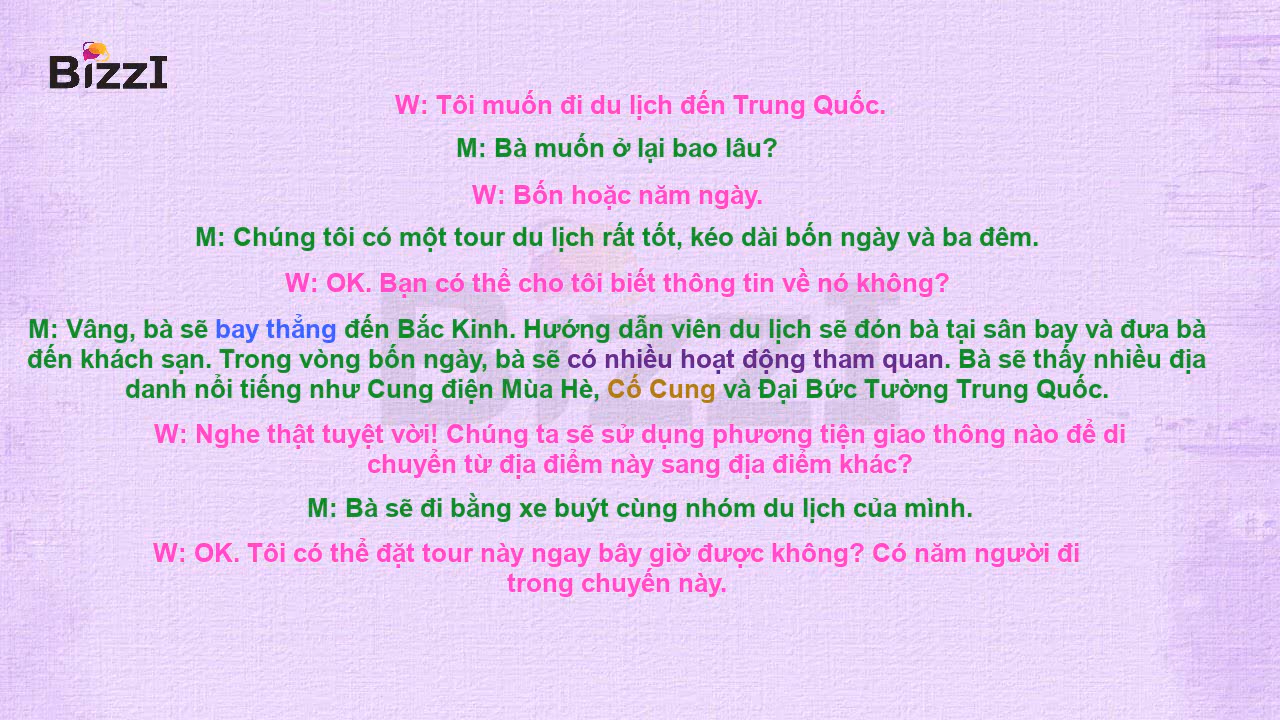 BizzI
W: Tôi muốn đi du lịch đến Trung Quốc.
M: Bà muốn ở lại bao lâu?
W: Bốn hoặc năm ngày.
M: Chúng tôi có một tour du lịch rất tốt, kéo dài bốn ngày và ba đêm.
W: OK. Bạn có thể cho tôi biết thông tin về nó không?
M: Vâng, bà sẽ bay thẳng đến Bắc Kinh. Hướng dẫn viên du lịch sẽ đón bà tại sân bay và đưa bà
đến khách sạn. Trong vòng bốn ngày, bà sẽ có nhiều hoạt động tham quan. Bà sẽ thấy nhiều địa
danh nổi tiếng như Cung điện Mùa Hè, Cố Cung và Đại Bức Tường Trung Quốc.
W: Nghe thật tuyệt vời! Chúng ta sẽ sử dụng phương tiện giao thông nào để di
chuyển từ địa điểm này sang địa điểm khác?
M: Bà sẽ đi bằng xe buýt cùng nhóm du lịch của mình.
W: OK. Tôi có thể đặt tour này ngay bây giờ được không? Có năm người đi
trong chuyến này.